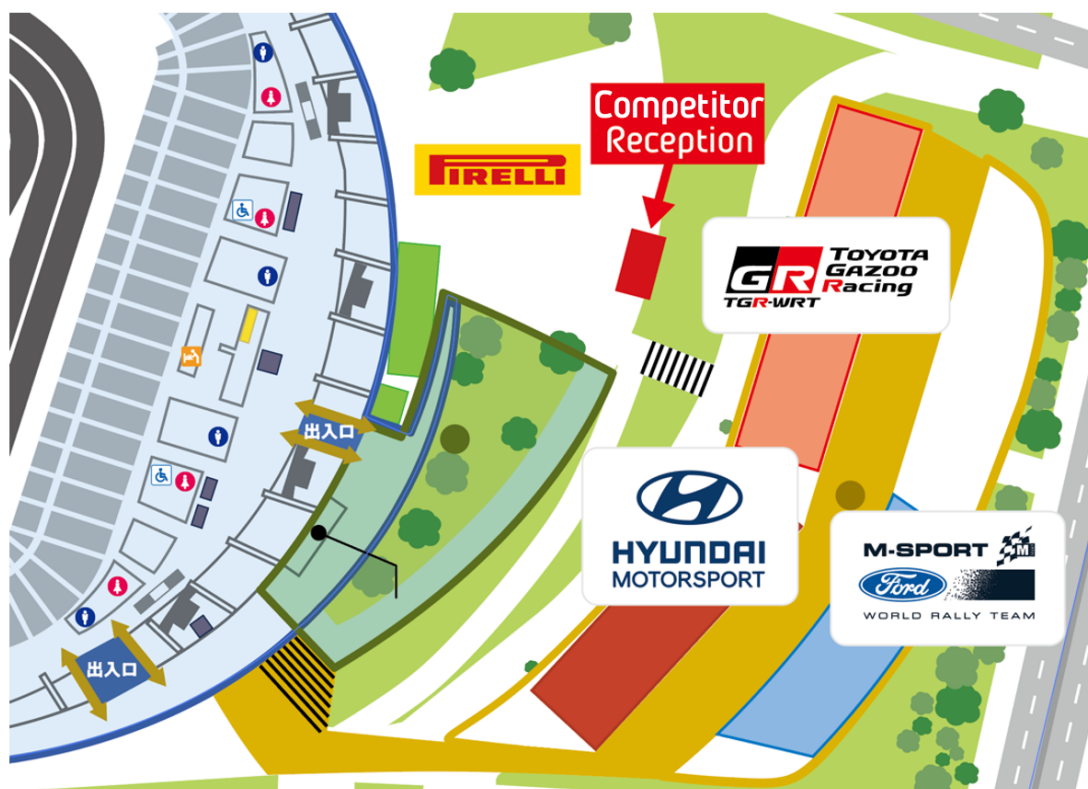 Competitor
Reception
PIRELLI
GR
TOYOTA
GAZOO
Racing
TGR-WRT
出入口
HYUNDAI
MOTORSPORT
M-SPORT
M
Ford
WORLD RALLY TEAM
出入口